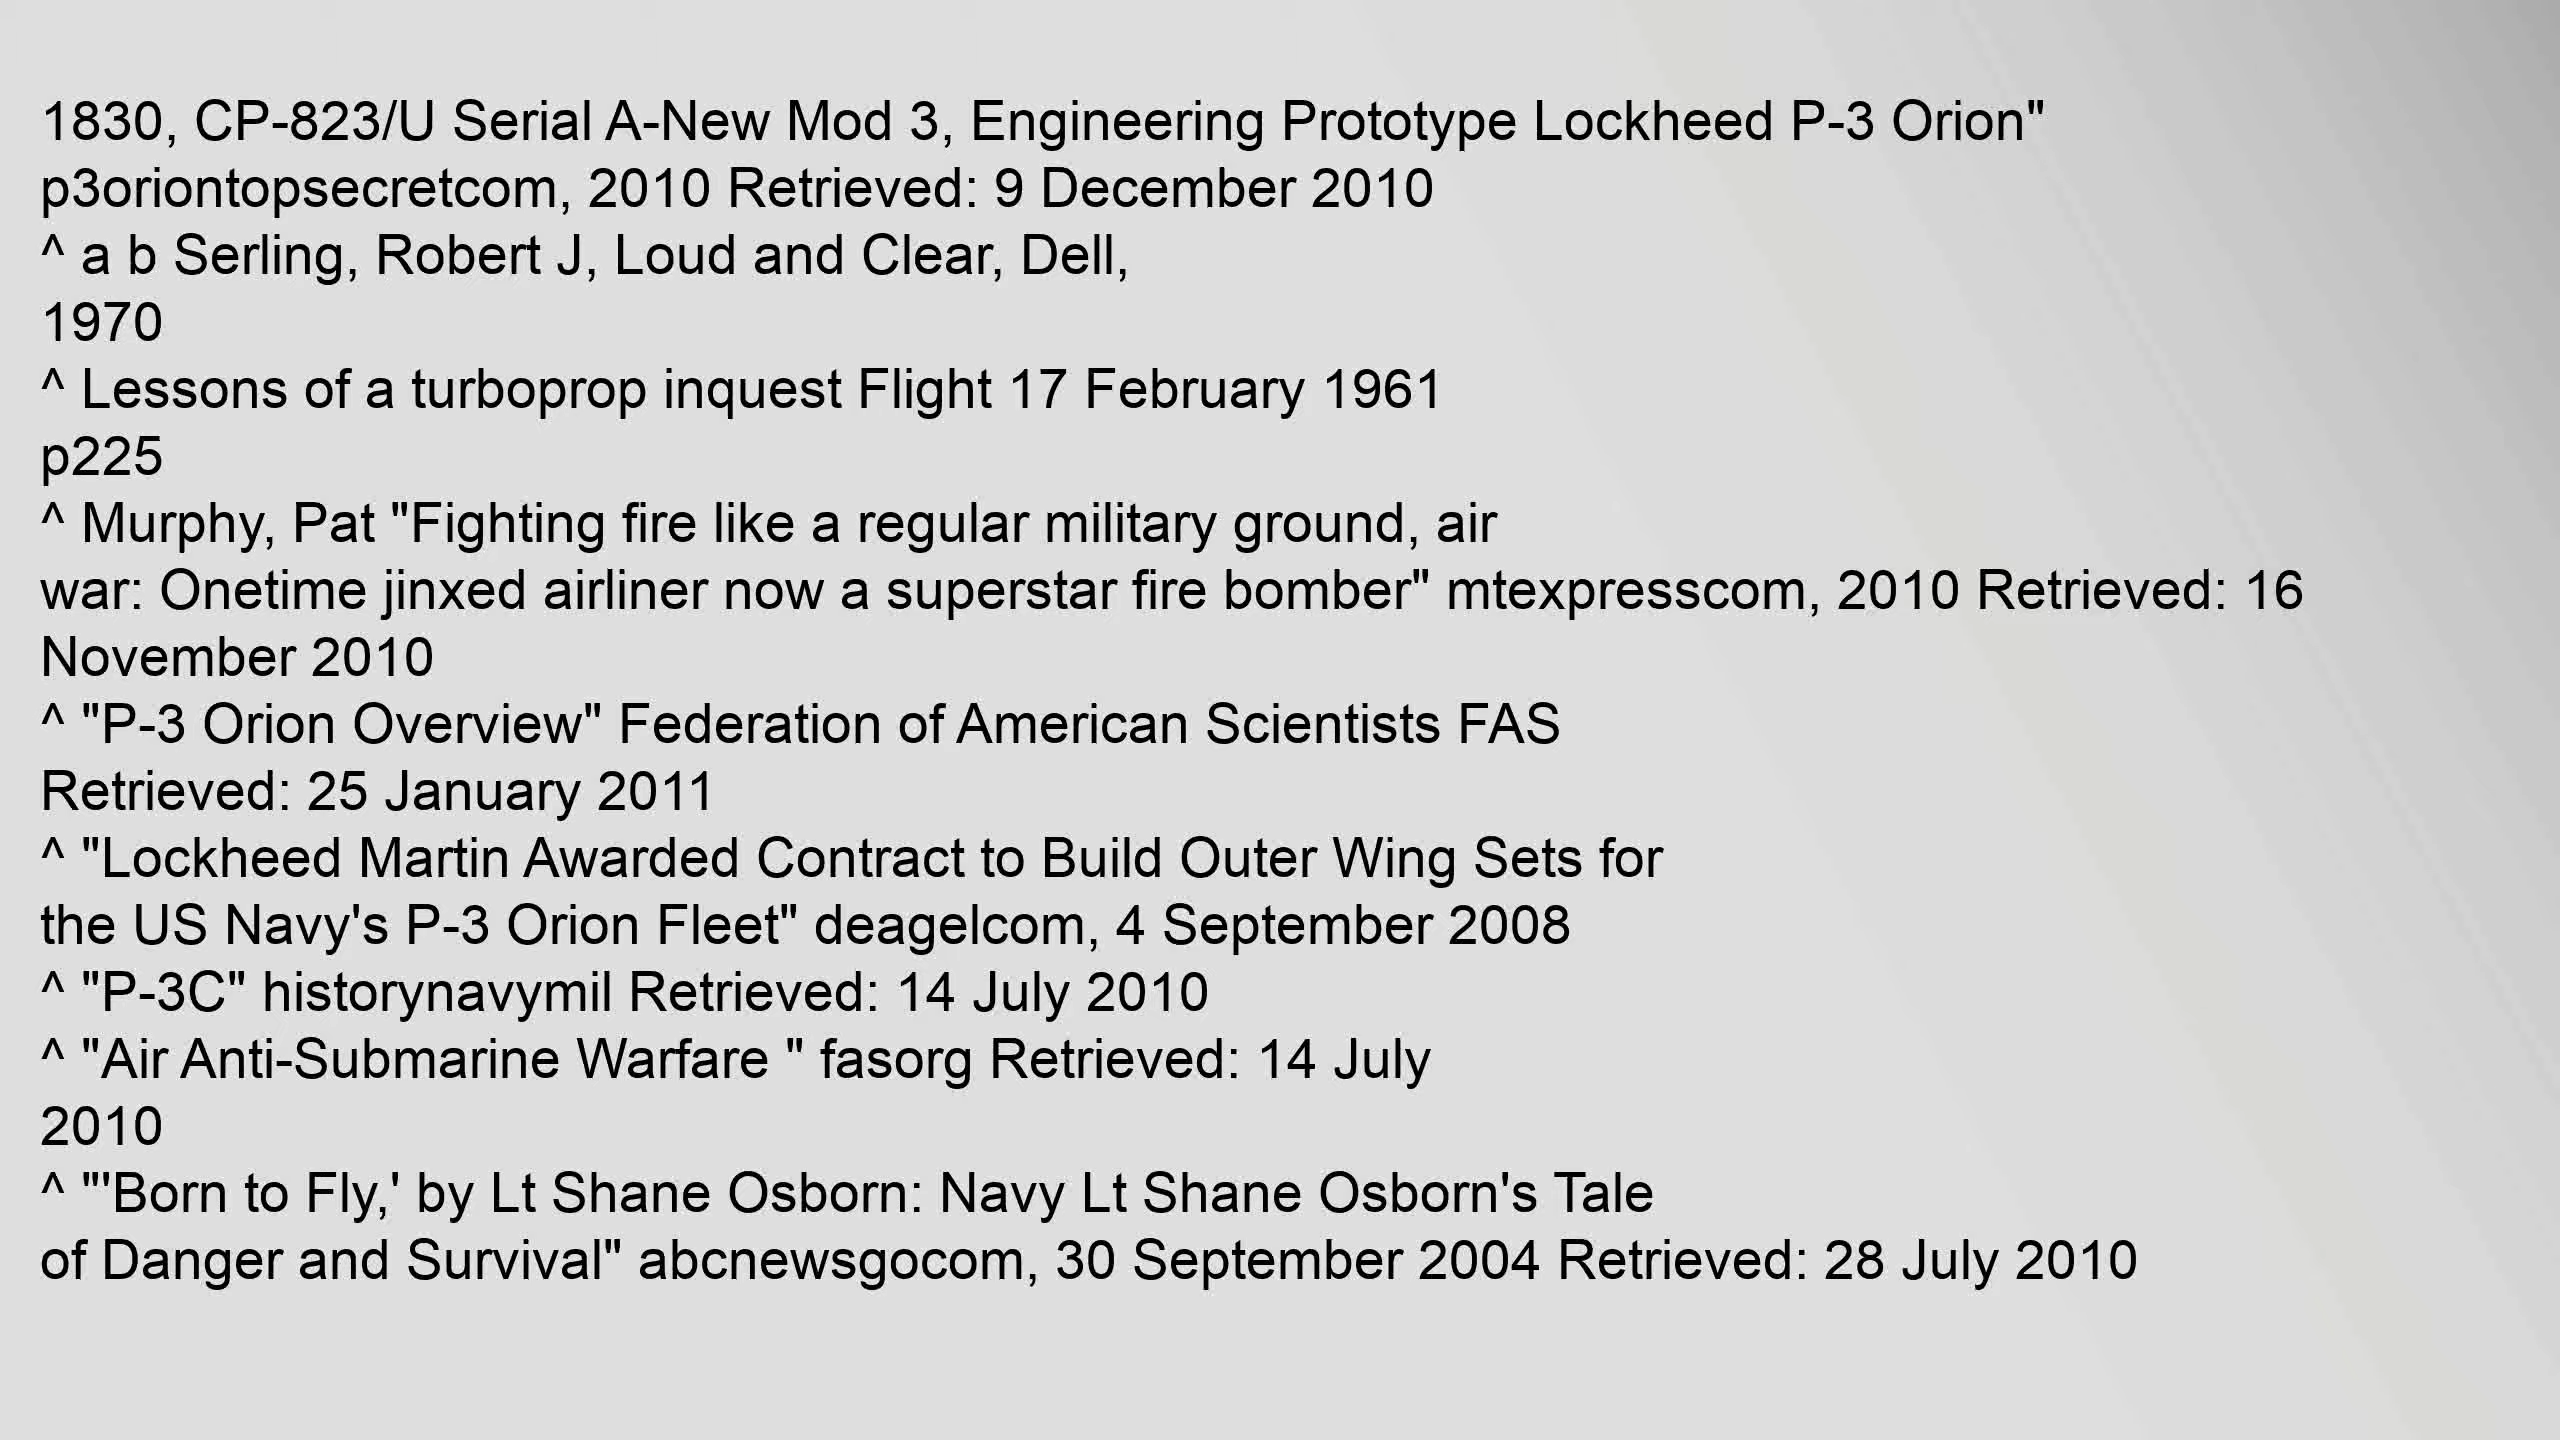 1830, CP-823/U Serial A-New Mod 3, Engineering Prototype Lockheed P-3 Orion"
p3oriontopsecretcom, 2010 Retrieved: 9 December 2010
^ a b Serling, Robert J, Loud and Clear, Dell,
1970
^ Lessons of a turboprop inquest Flight 17 February 1961
p225
^ Murphy, Pat "Fighting fire like a regular military ground, air
war: Onetime jinxed airliner now a superstar fire bomber" mtexpresscom, 2010 Retrieved: 16
November 2010
^ "P-3 Orion Overview" Federation of American Scientists FAS
Retrieved: 25 January 2011
^ "Lockheed Martin Awarded Contract to Build Outer Wing Sets for
the US Navy's P-3 Orion Fleet" deagelcom, 4 September 2008
^ "P-3C" historynavymil Retrieved: 14 July 2010
^ "Air Anti-Submarine Warfare " fasorg Retrieved: 14 July
2010
^ "'Born to Fly,' by Lt Shane Osborn: Navy Lt Shane Osborn's Tale
of Danger and Survival" abcnewsgocom, 30 September 2004 Retrieved: 28 July 2010